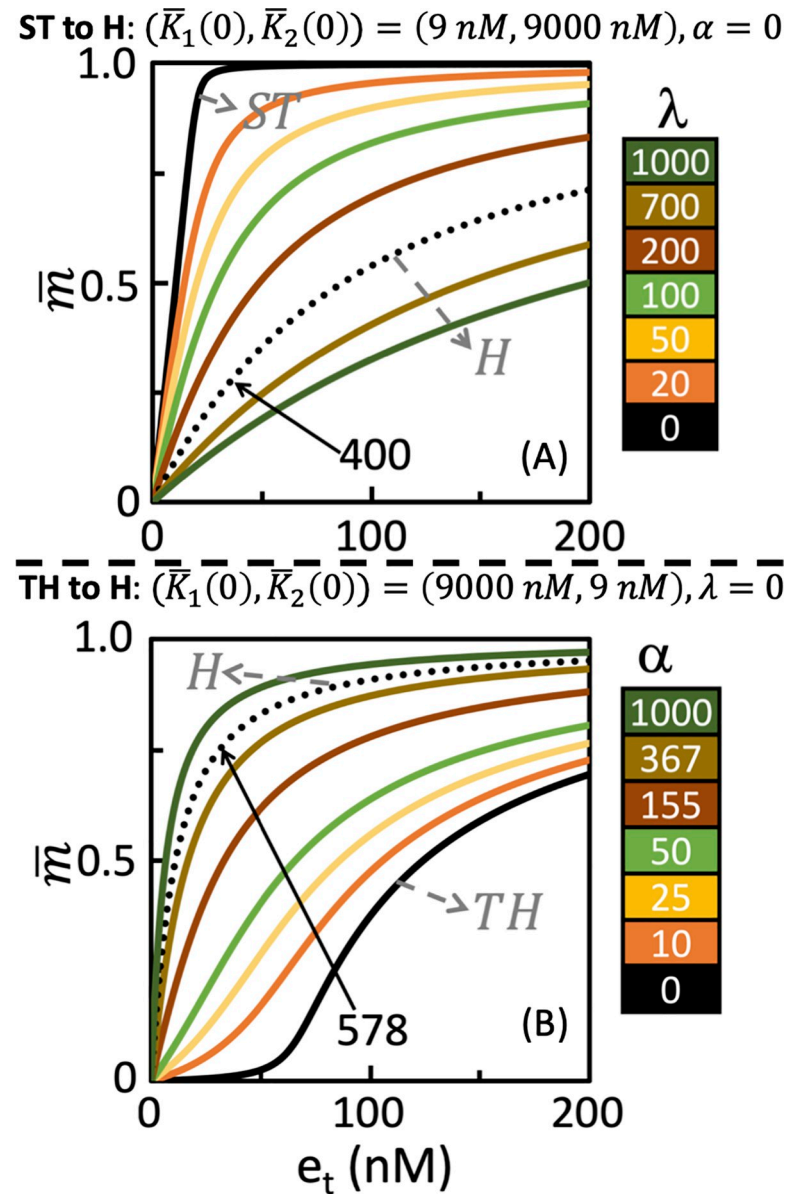 ST to H: (K̅₁(0), K̅₂(0)) = (9 nM, 9000 nM), α = 0
1.0
ST
λ
1000
700
200
100
50
20
0
m̅
0.5
H
400
(A)
0
0
100
200
TH to H: (K̅₁(0), K̅₂(0)) = (9000 nM, 9 nM), λ = 0
1.0
H
α
1000
367
155
50
25
10
0
m̅
0.5
TH
578
(B)
0
0
100
200
eₜ (nM)